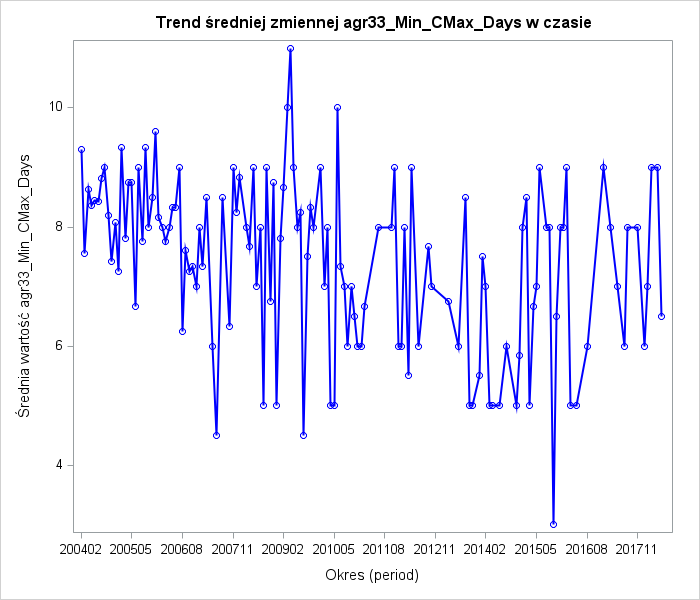 Trend średniej zmiennej agr33_Min_CMax_Days w czasie
Średnia wartość agr33_Min_CMax_Days
10
8
6
4
200402 200505 200608 200711 200902 201005 201108 201211 201402 201505 201608 201711
Okres (period)